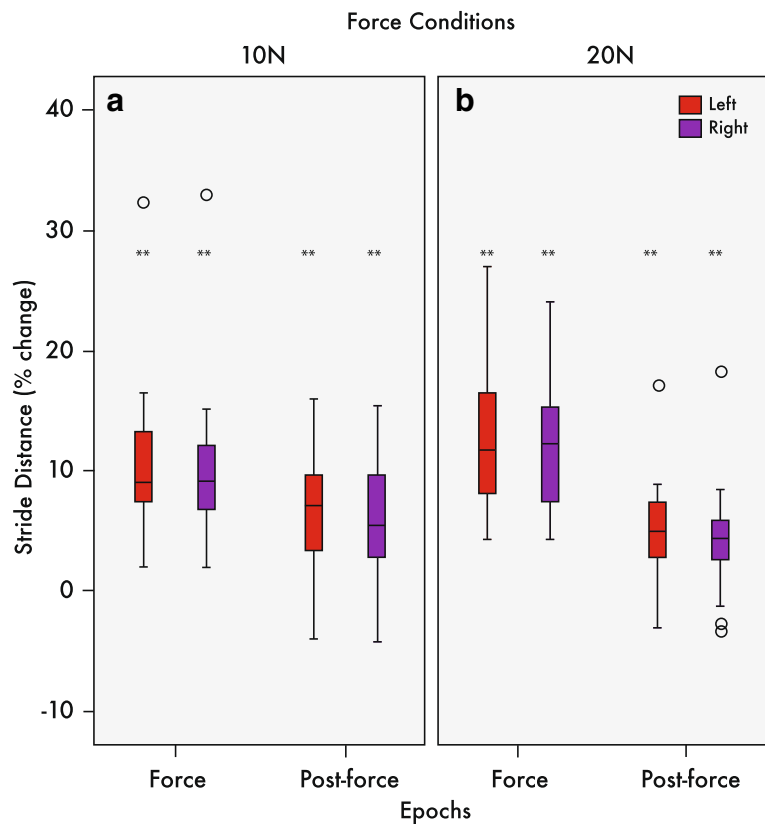 Force Conditions
10N 20N
a b
Left
Right
40
30
20
10
0
-10
** ** ** ** ** ** ** **
Stride Distance (% change)
Force Post-force Force Post-force
Epochs